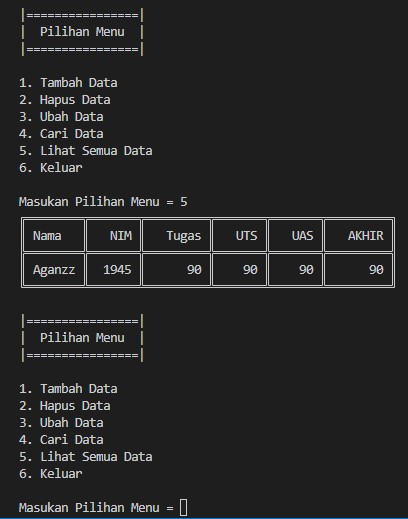 |================|
|  Pilihan Menu  |
|================|
1. Tambah Data
2. Hapus Data
3. Ubah Data
4. Cari Data
5. Lihat Semua Data
6. Keluar
Masukan Pilihan Menu = 5
Nama NIM Tugas UTS UAS AKHIR
Aganzz 1945 90 90 90 90
|================|
|  Pilihan Menu  |
|================|
1. Tambah Data
2. Hapus Data
3. Ubah Data
4. Cari Data
5. Lihat Semua Data
6. Keluar
Masukan Pilihan Menu =